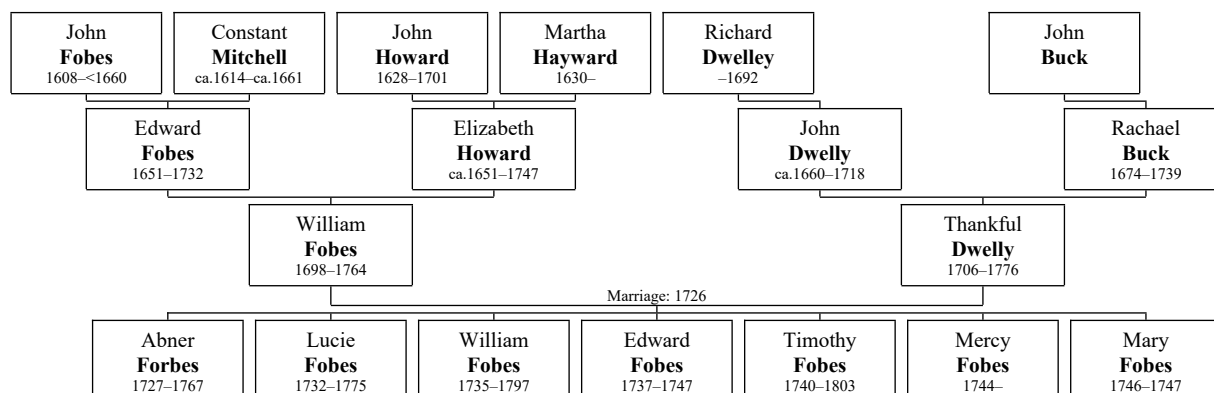 John
Fobes
1608–<1660
Constant
Mitchell
ca.1614–ca.1661
John
Howard
1628–1701
Martha
Hayward
1630–
Richard
Dwelley
–1692
John
Buck
Edward
Fobes
1651–1732
Elizabeth
Howard
ca.1651–1747
John
Dwelly
ca.1660–1718
Rachael
Buck
1674–1739
William
Fobes
1698–1764
Thankful
Dwelly
1706–1776
Marriage: 1726
Abner
Forbes
1727–1767
Lucie
Fobes
1732–1775
William
Fobes
1735–1797
Edward
Fobes
1737–1747
Timothy
Fobes
1740–1803
Mercy
Fobes
1744–
Mary
Fobes
1746–1747